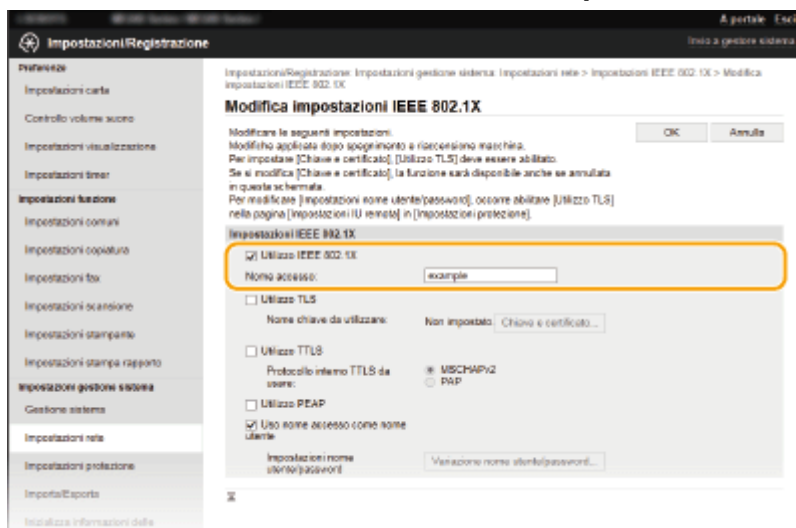 A portale Esci
Impostazioni/Registrazione
Invio a gestore sistema
Preferenze
Impostazioni carta
Controllo volume suono
Impostazioni visualizzazione
Impostazioni timer
Impostazioni funzione
Impostazioni comuni
Impostazioni copiatura
Impostazioni fax
Impostazioni scansione
Impostazioni stampante
Impostazioni stampa rapporto
Impostazioni gestione sistema
Gestione sistema
Impostazioni rete
Impostazioni protezione
Importa/Esporta
Inizializza informazioni della
Impostazioni/Registrazione: Impostazioni gestione sistema: Impostazioni rete > Impostazioni IEEE 802.1X > Modifica
impostazioni IEEE 802.1X
Modifica impostazioni IEEE 802.1X
Modificare le seguenti impostazioni.
OK
Annulla
Modifiche applicate dopo spegnimento e riaccensione macchina.
Per impostare [Chiave e certificato], [Utilizzo TLS] deve essere abilitato.
Se si modifica [Chiave e certificato], la funzione sarà disponibile anche se annullata
in questa schermata.
Per modificare [Impostazioni nome utente/password], occorre abilitare [Utilizzo TLS]
nella pagina [Impostazioni IU remota] in [Impostazioni protezione].
Impostazioni IEEE 802.1X
Utilizzo IEEE 802.1X
Nome accesso: example
Utilizzo TLS
Nome chiave da utilizzare: Non impostato Chiave e certificato...
Utilizzo TTLS
Protocollo interno TTLS da
usare:
MSCHAPv2
PAP
Utilizzo PEAP
Uso nome accesso come nome
utente
Impostazioni nome
utente/password
Variazione nome utente/password...